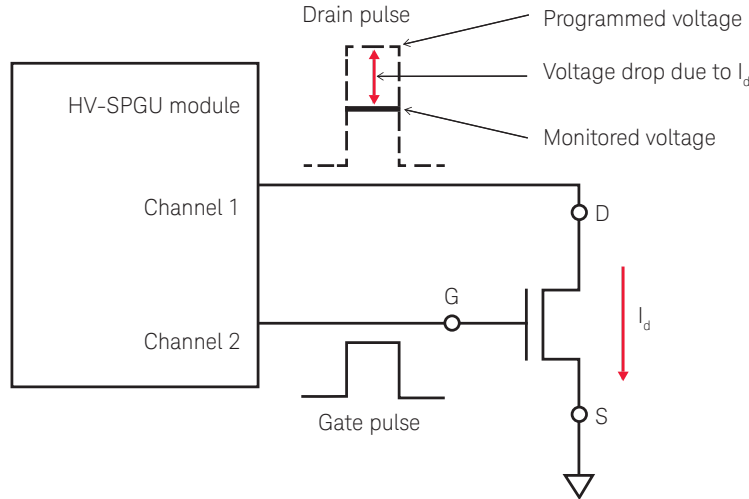 Drain pulse
Programmed voltage
Voltage drop due to Id
Monitored voltage
HV-SPGU module
Channel 1
D
G
Id
Channel 2
S
Gate pulse